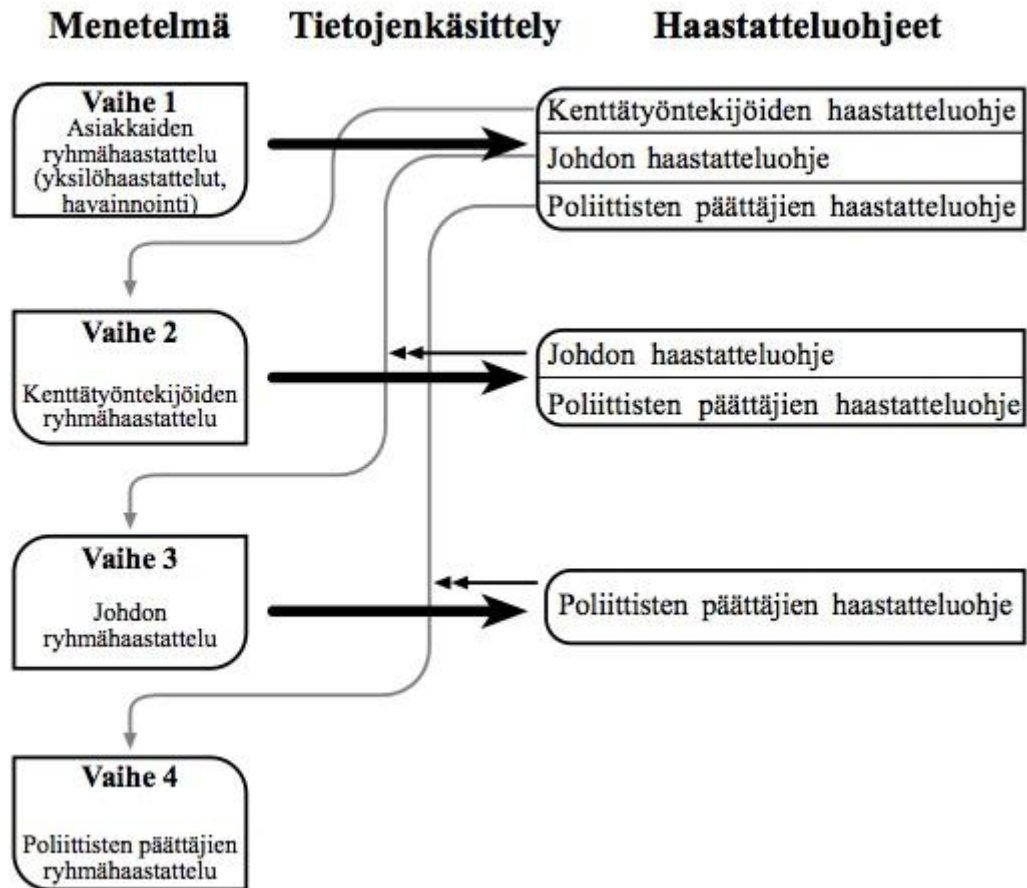 Menetelmä Tietojenkäsittely Haastatteluohjeet
Vaihe 1
Asiakkaiden
ryhmähaastattelu
(yksilöhaastattelut,
havainnointi)
Kenttätyöntekijöiden haastatteluohje
Johdon haastatteluohje
Poliittisten päättäjien haastatteluohje
Vaihe 2
Kenttätyöntekijöiden
ryhmähaastattelu
Johdon haastatteluohje
Poliittisten päättäjien haastatteluohje
Vaihe 3
Johdon
ryhmähaastattelu
Poliittisten päättäjien haastatteluohje
Vaihe 4
Poliittisten päättäjien
ryhmähaastattelu